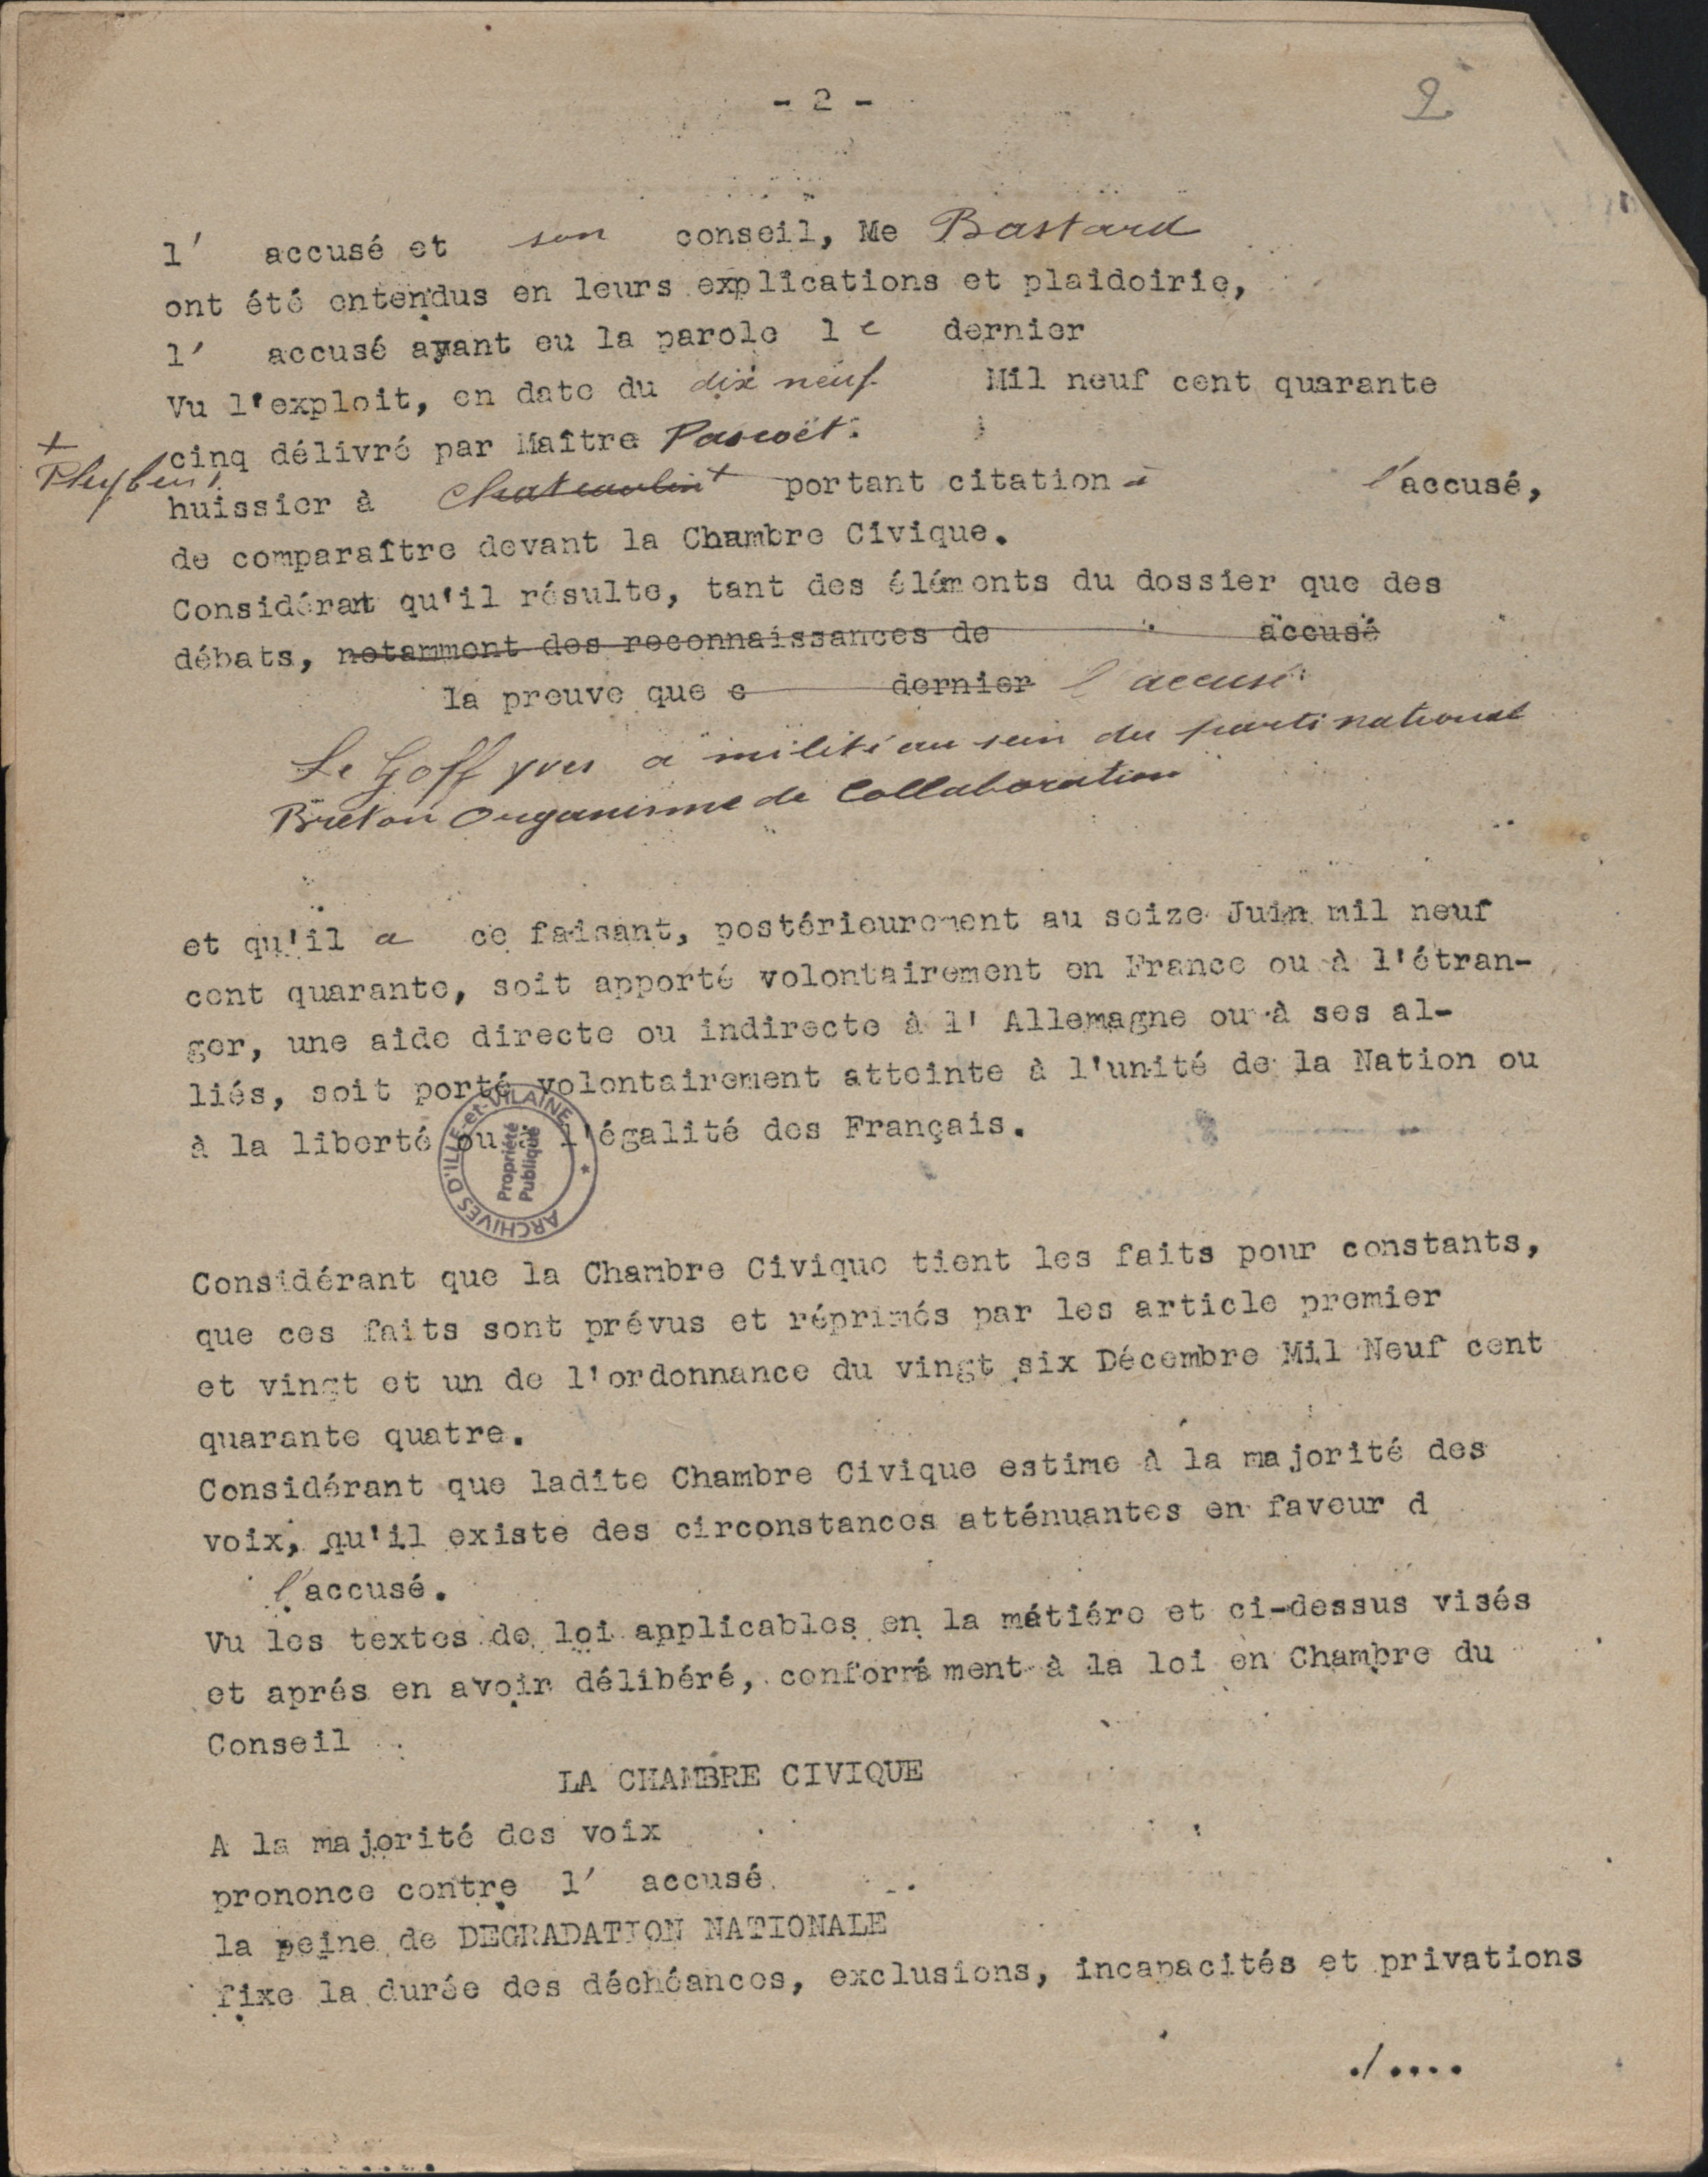 - 2 -
2
l' accusé et son conseil, Me Bastard
ont été entendus en leurs explications et plaidoirie,
l' accusé ayant eu la parole le dernier
Vu l'exploit, en date du dix neuf Mil neuf cent quarante
cinq délivré par Maître Pascoët.
+
Pleyben
huissier à Chateaulin + portant citation à l'accusé,
de comparaître devant la Chambre Civique.
Considérant qu'il résulte, tant des éléments du dossier que des
débats, notamment des reconnaissances de accusé
la preuve que e dernier l'accusé
Le Goff yves a milité au sein du parti national
Breton Organisme de Collaboration
et qu'il a ce faisant, postérieurement au seize Juin mil neuf
cent quarante, soit apporté volontairement en France ou à l'étran-
ger, une aide directe ou indirecte à l' Allemagne ou à ses al-
liés, soit porté volontairement atteinte à l'unité de la Nation ou
à la liberté ou à l'égalité des Français.
ARCHIVES D'ILLE-et-VILAINE *
Propriété
Publique
Considérant que la Chambre Civique tient les faits pour constants,
que ces faits sont prévus et réprimés par les article premier
et vingt et un de l'ordonnance du vingt six Décembre Mil Neuf cent
quarante quatre.
Considérant que ladite Chambre Civique estime à la majorité des
voix, qu'il existe des circonstances atténuantes en faveur d
l'accusé.
Vu les textes de loi applicables en la métiére et ci-dessus visés
et aprés en avoir délibéré, conformé ment à la loi en Chambre du
Conseil
LA CHAMBRE CIVIQUE
A la majorité des voix
prononce contre l' accusé
la peine de DEGRADATION NATIONALE
fixe la durée des déchéances, exclusions, incapacités et privations
./....